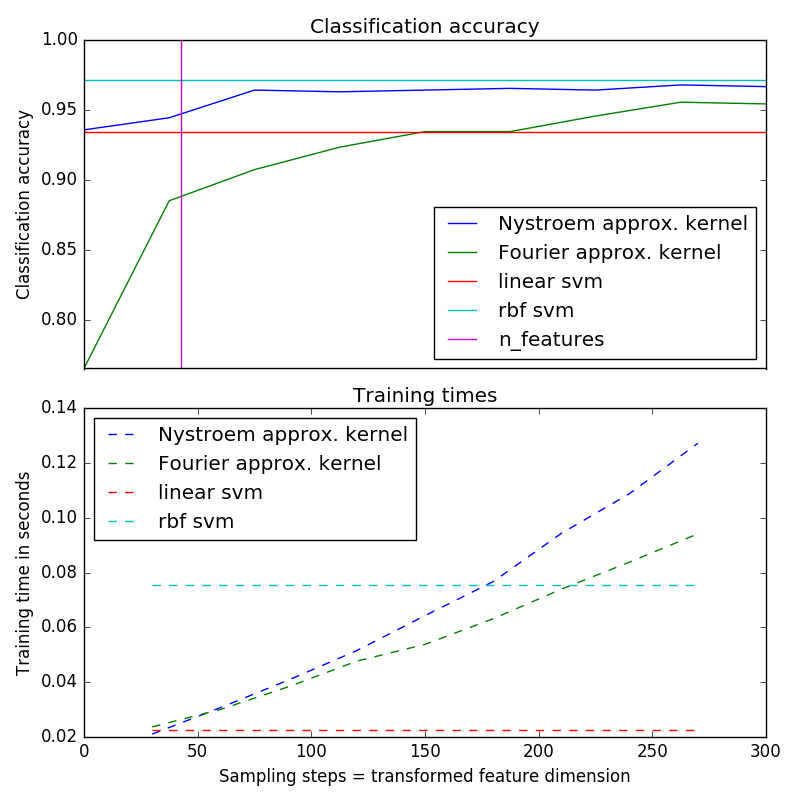 Classification accuracy
1.00
0.95
0.90
0.85
0.80
Classification accuracy
Nystroem approx. kernel
Fourier approx. kernel
linear svm
rbf svm
n_features
Training times
0.14
0.12
0.10
0.08
0.06
0.04
0.02
Training time in seconds
Nystroem approx. kernel
Fourier approx. kernel
linear svm
rbf svm
0 50 100 150 200 250 300
Sampling steps = transformed feature dimension